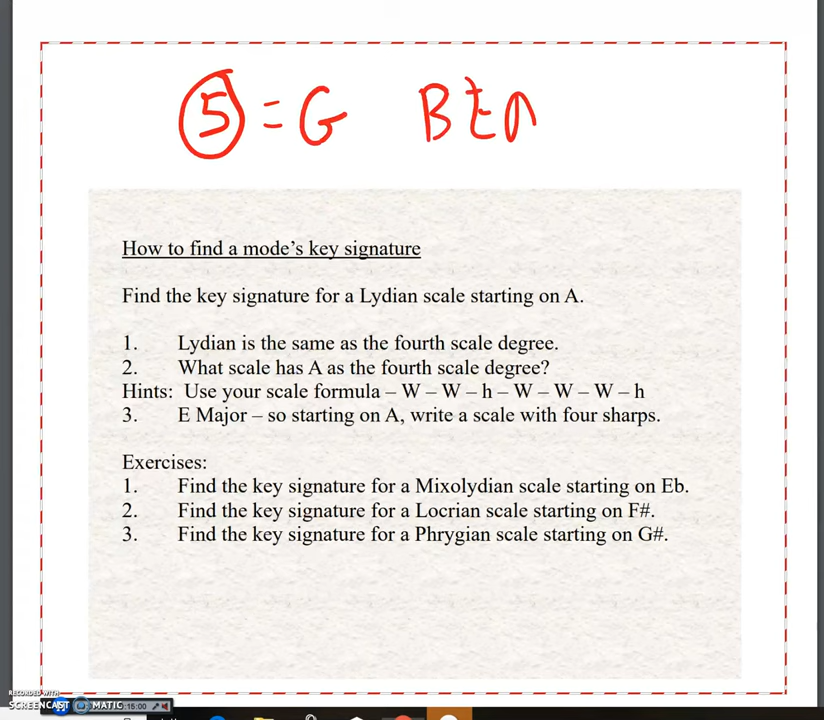 5 = G B
How to find a mode's key signature
Find the key signature for a Lydian scale starting on A.
1. Lydian is the same as the fourth scale degree.
2. What scale has A as the fourth scale degree?
Hints: Use your scale formula – W – W – h – W – W – W – h
3. E Major – so starting on A, write a scale with four sharps.
Exercises:
1. Find the key signature for a Mixolydian scale starting on Eb.
2. Find the key signature for a Locrian scale starting on F#.
3. Find the key signature for a Phrygian scale starting on G#.
RECORDED WITH
SCREENCAST MATIC 15:00